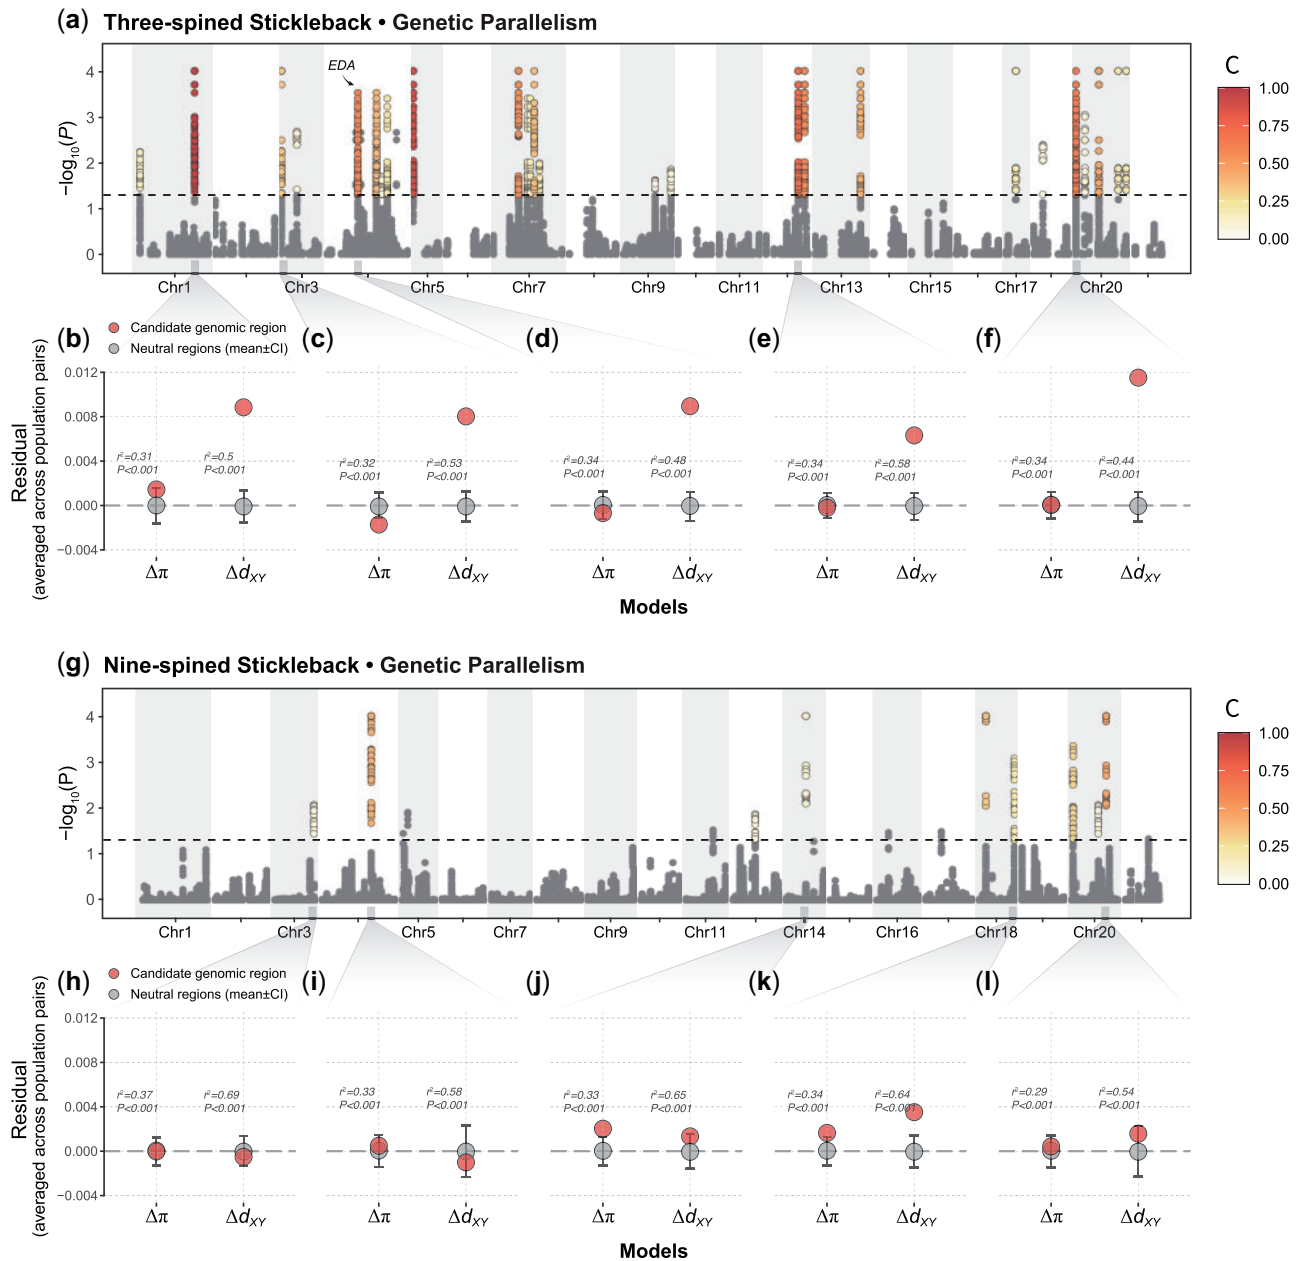 (a) Three-spined Stickleback • Genetic Parallelism
EDA
−log10(P)
4
3
2
1
0
Chr1 Chr3 Chr5 Chr7 Chr9 Chr11 Chr13 Chr15 Chr17 Chr20
C
1.00
0.75
0.50
0.25
0.00
(b) (c) (d) (e) (f)
Candidate genomic region
Neutral regions (mean±CI)
Residual
(averaged across population pairs)
0.012
0.008
0.004
0.000
−0.004
r²=0.31 r²=0.5 r²=0.32 r²=0.53 r²=0.34 r²=0.48 r²=0.34 r²=0.58 r²=0.34 r²=0.44
P<0.001 P<0.001 P<0.001 P<0.001 P<0.001 P<0.001 P<0.001 P<0.001 P<0.001 P<0.001
Δπ ΔdXY Δπ ΔdXY Δπ ΔdXY Δπ ΔdXY Δπ ΔdXY
Models
(g) Nine-spined Stickleback • Genetic Parallelism
−log10(P)
4
3
2
1
0
Chr1 Chr3 Chr5 Chr7 Chr9 Chr11 Chr14 Chr16 Chr18 Chr20
C
1.00
0.75
0.50
0.25
0.00
(h) (i) (j) (k) (l)
Candidate genomic region
Neutral regions (mean±CI)
Residual
(averaged across population pairs)
0.012
0.008
0.004
0.000
−0.004
r²=0.37 r²=0.69 r²=0.33 r²=0.58 r²=0.33 r²=0.65 r²=0.34 r²=0.64 r²=0.29 r²=0.54
P<0.001 P<0.001 P<0.001 P<0.001 P<0.001 P<0.001 P<0.001 P<0.001 P<0.001 P<0.001
Δπ ΔdXY Δπ ΔdXY Δπ ΔdXY Δπ ΔdXY Δπ ΔdXY
Models